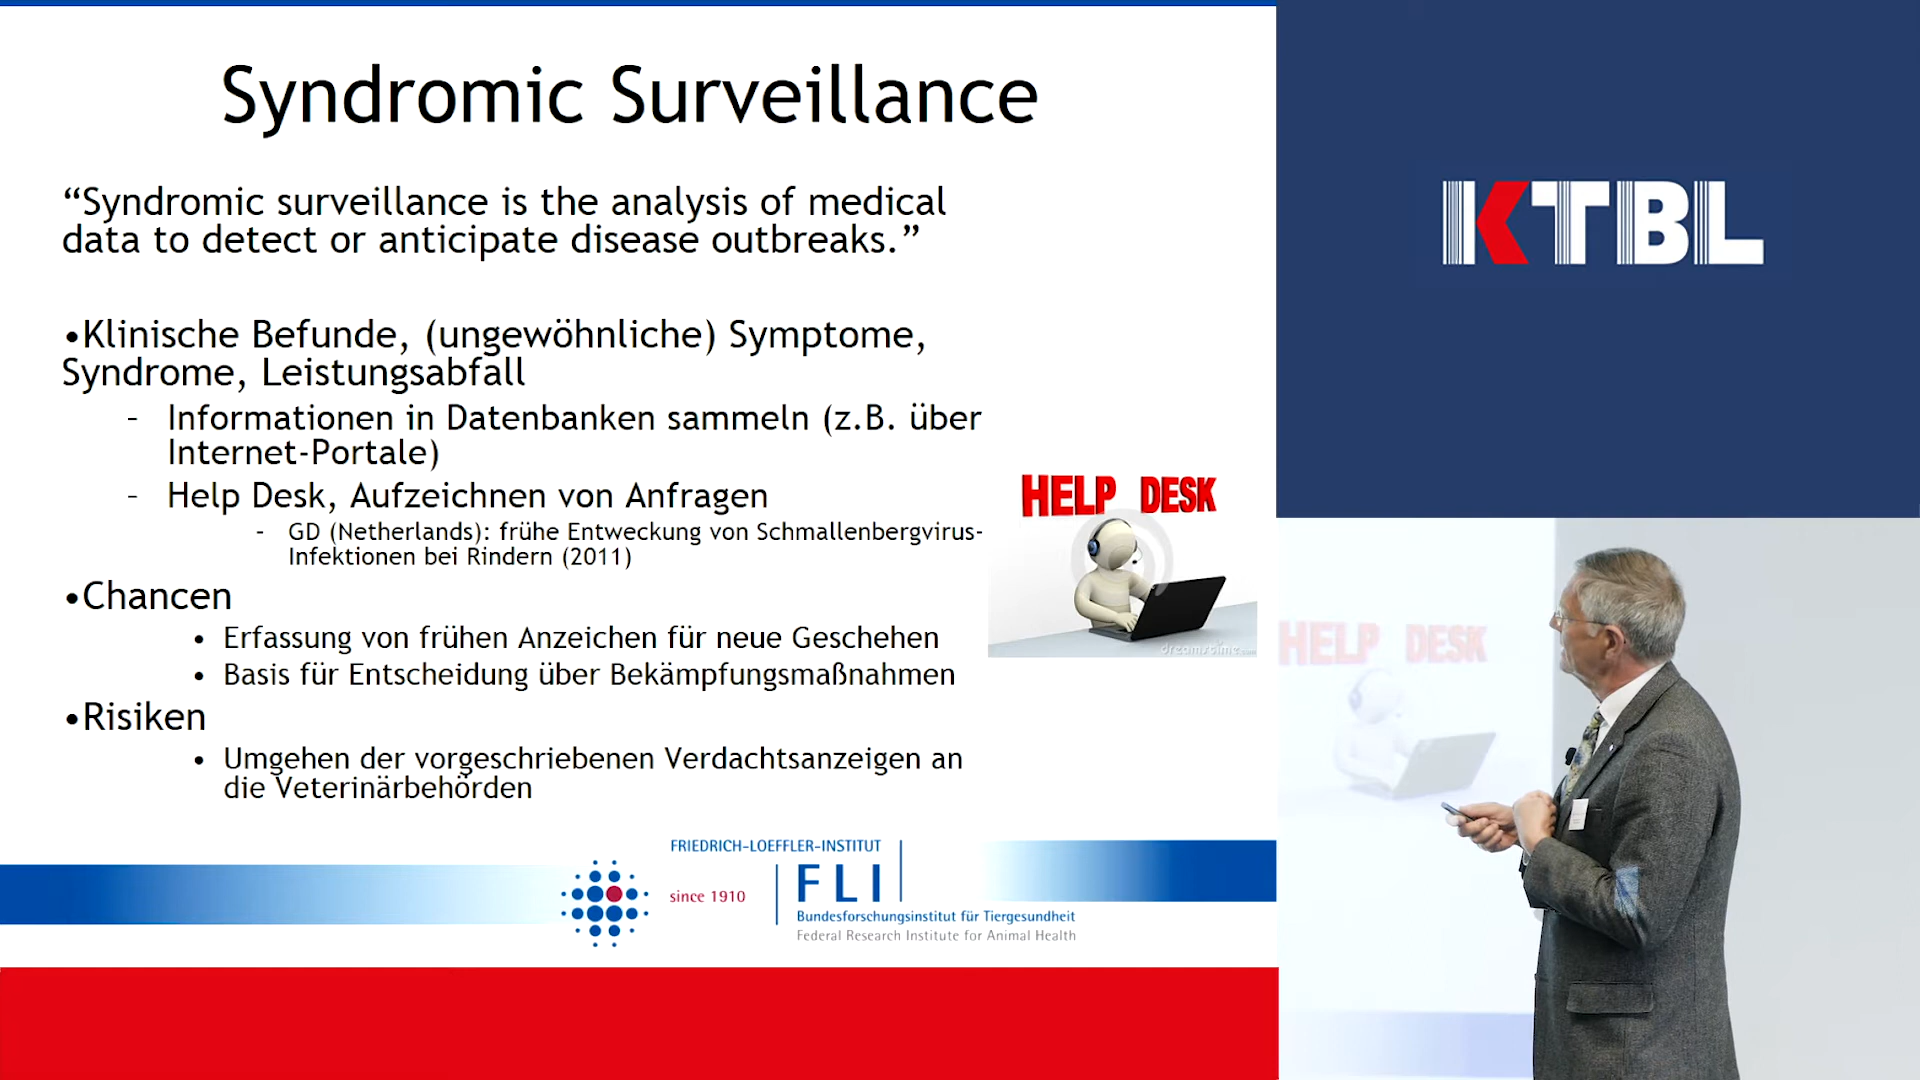 Syndromic Surveillance
“Syndromic surveillance is the analysis of medical
data to detect or anticipate disease outbreaks.”
•Klinische Befunde, (ungewöhnliche) Symptome,
Syndrome, Leistungsabfall
– Informationen in Datenbanken sammeln (z.B. über
Internet-Portale)
– Help Desk, Aufzeichnen von Anfragen
– GD (Netherlands): frühe Entweckung von Schmallenbergvirus-
Infektionen bei Rindern (2011)
•Chancen
• Erfassung von frühen Anzeichen für neue Geschehen
• Basis für Entscheidung über Bekämpfungsmaßnahmen
•Risiken
• Umgehen der vorgeschriebenen Verdachtsanzeigen an
die Veterinärbehörden
HELP DESK
dreamstime.com
FRIEDRICH-LOEFFLER-INSTITUT
since 1910
FLI
Bundesforschungsinstitut für Tiergesundheit
Federal Research Institute for Animal Health
KTBL
HELP DESK